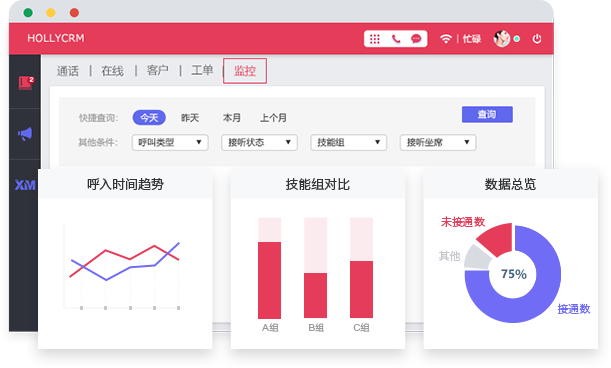 HOLLYCRM
忙碌
通话 | 在线 | 客户 | 工单 | 监控
2
快捷查询: 今天 昨天 本月 上个月 查询
其他条件: 呼叫类型 接听状态 技能组 接听坐席
XM
呼入时间趋势
技能组对比
A组 B组 C组
数据总览
未接通数
其他
75%
接通数